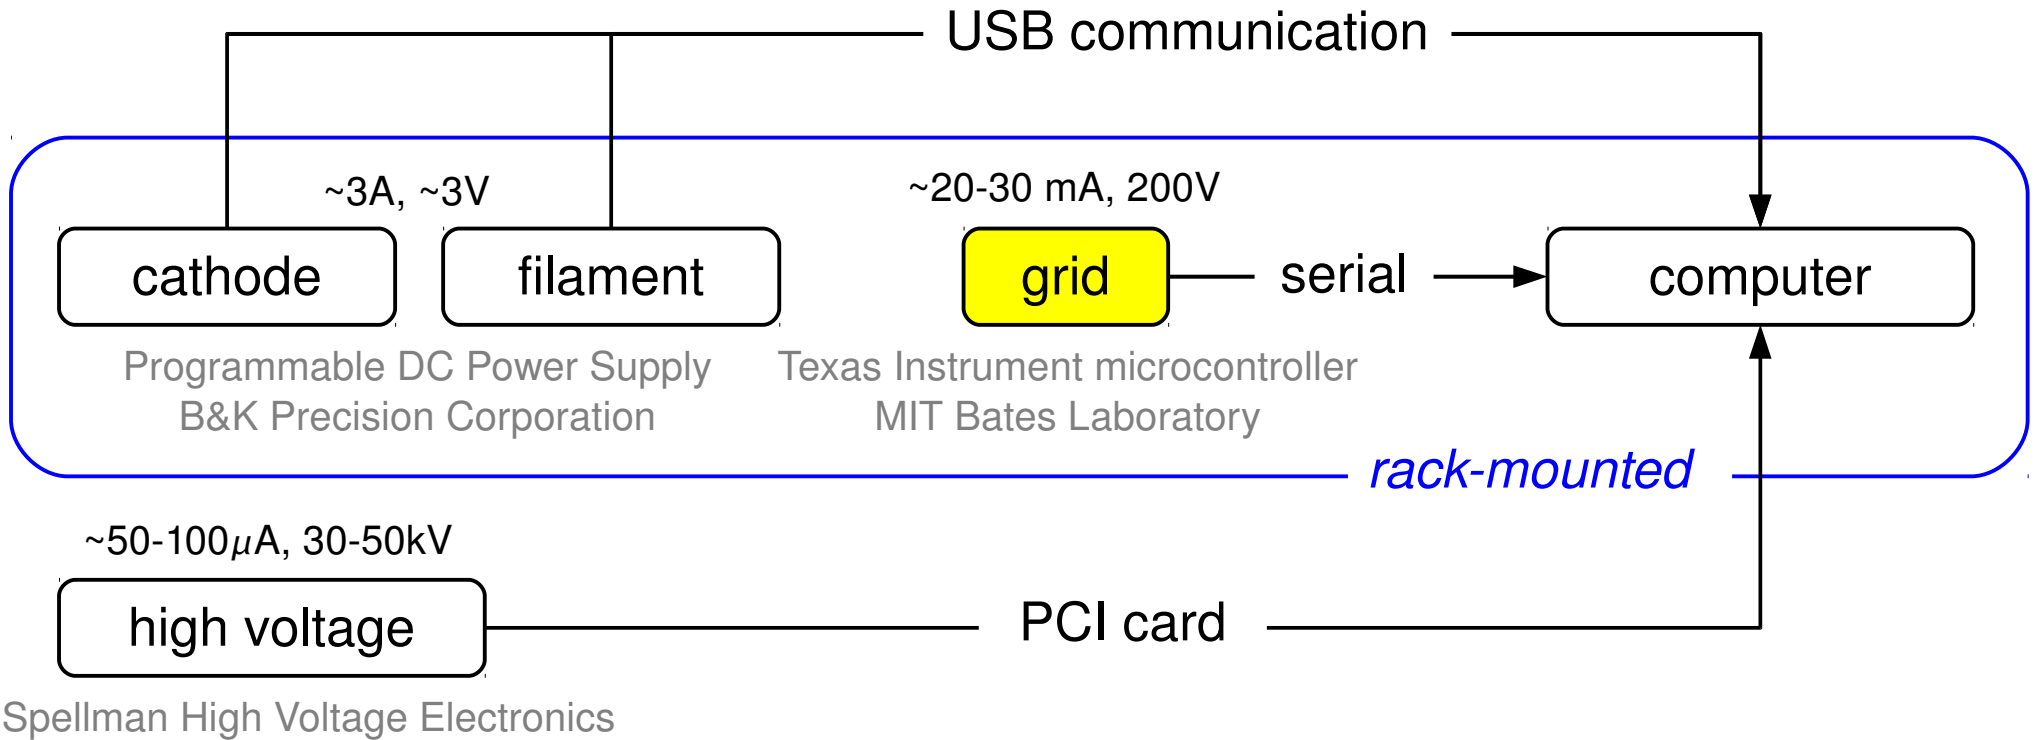 USB communication
~3A, ~3V
~20-30 mA, 200V
cathode
filament
grid
serial
computer
Programmable DC Power Supply
B&K Precision Corporation
Texas Instrument microcontroller
MIT Bates Laboratory
rack-mounted
~50-100μA, 30-50kV
high voltage
PCI card
Spellman High Voltage Electronics